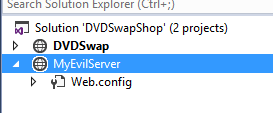 Search Solution Explorer (Ctrl+;)
Solution 'DVDSwapShop' (2 projects)
DVDSwap
MyEvilServer
Web.config